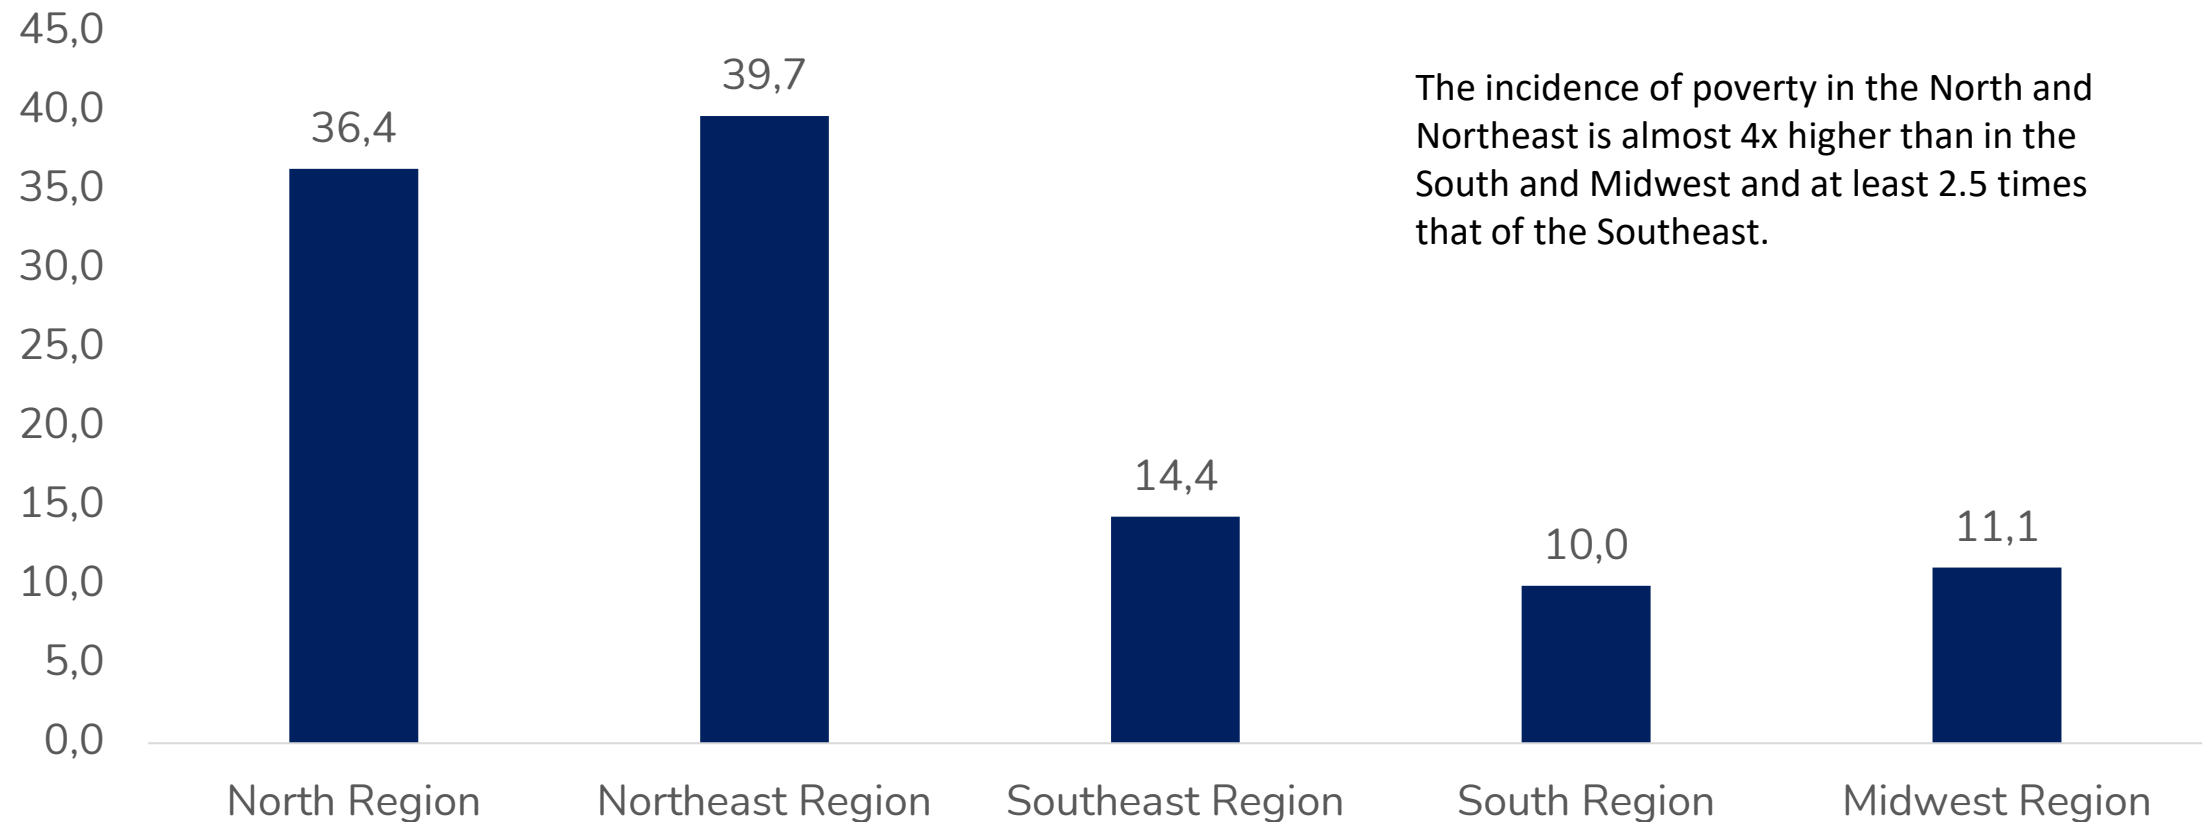 45,0
40,0
35,0
30,0
25,0
20,0
15,0
10,0
5,0
0,0
36,4
39,7
14,4
10,0
11,1
The incidence of poverty in the North and
Northeast is almost 4x higher than in the
South and Midwest and at least 2.5 times
that of the Southeast.
North Region
Northeast Region
Southeast Region
South Region
Midwest Region